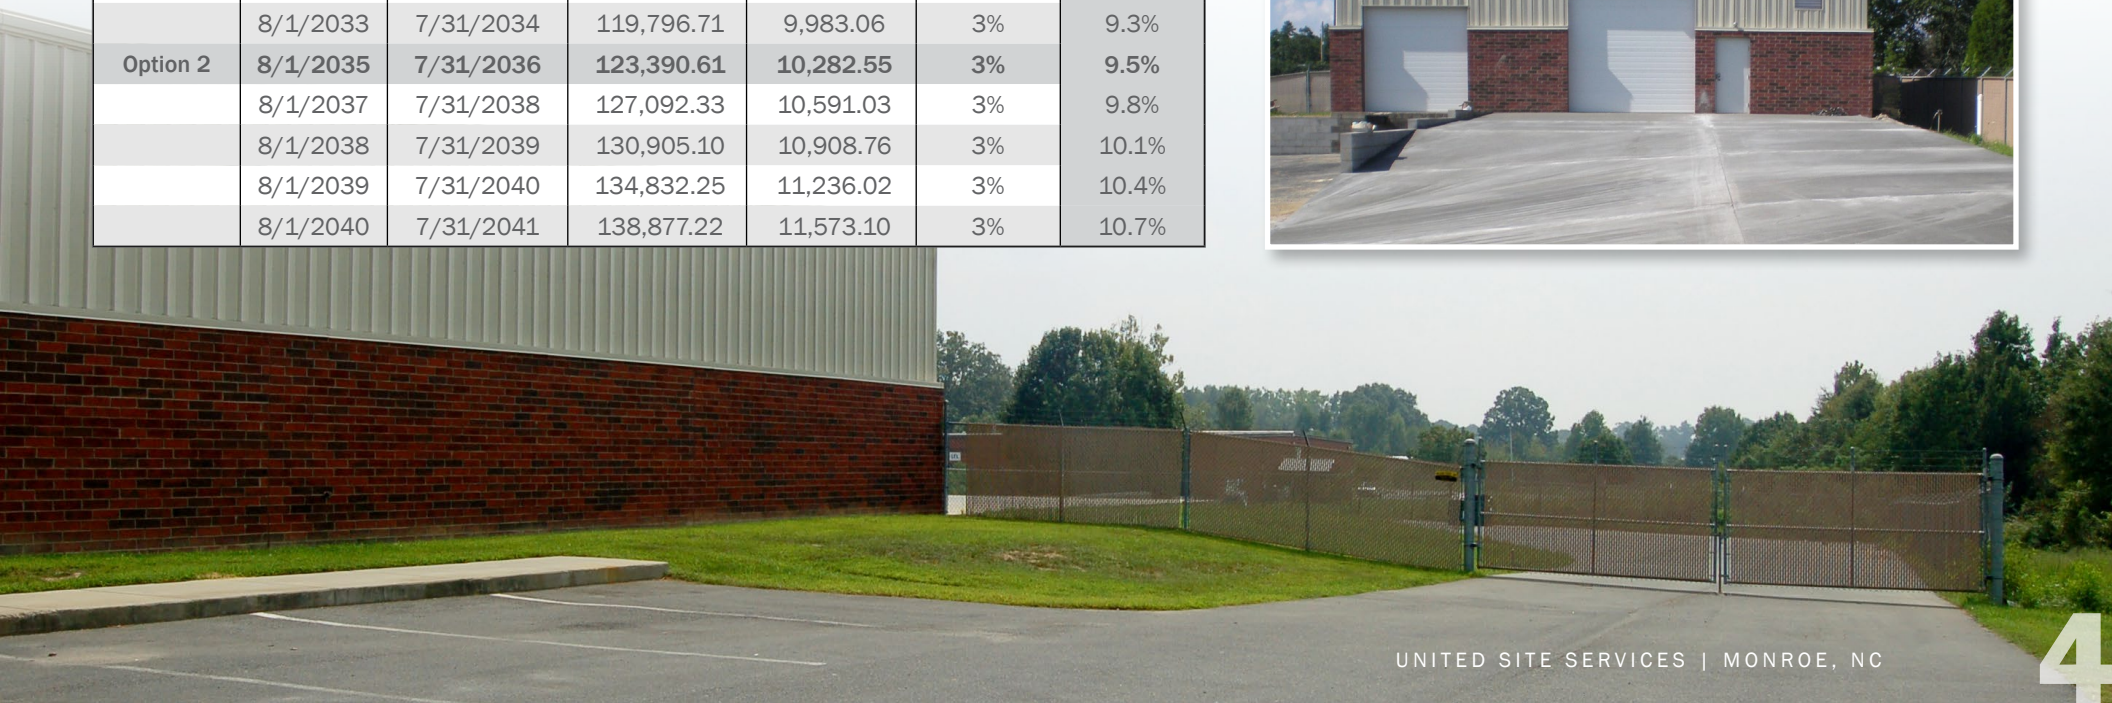 8/1/2033 7/31/2034 119,796.71 9,983.06 3% 9.3%
Option 2 8/1/2035 7/31/2036 123,390.61 10,282.55 3% 9.5%
8/1/2037 7/31/2038 127,092.33 10,591.03 3% 9.8%
8/1/2038 7/31/2039 130,905.10 10,908.76 3% 10.1%
8/1/2039 7/31/2040 134,832.25 11,236.02 3% 10.4%
8/1/2040 7/31/2041 138,877.22 11,573.10 3% 10.7%
UNITED SITE SERVICES | MONROE, NC
4